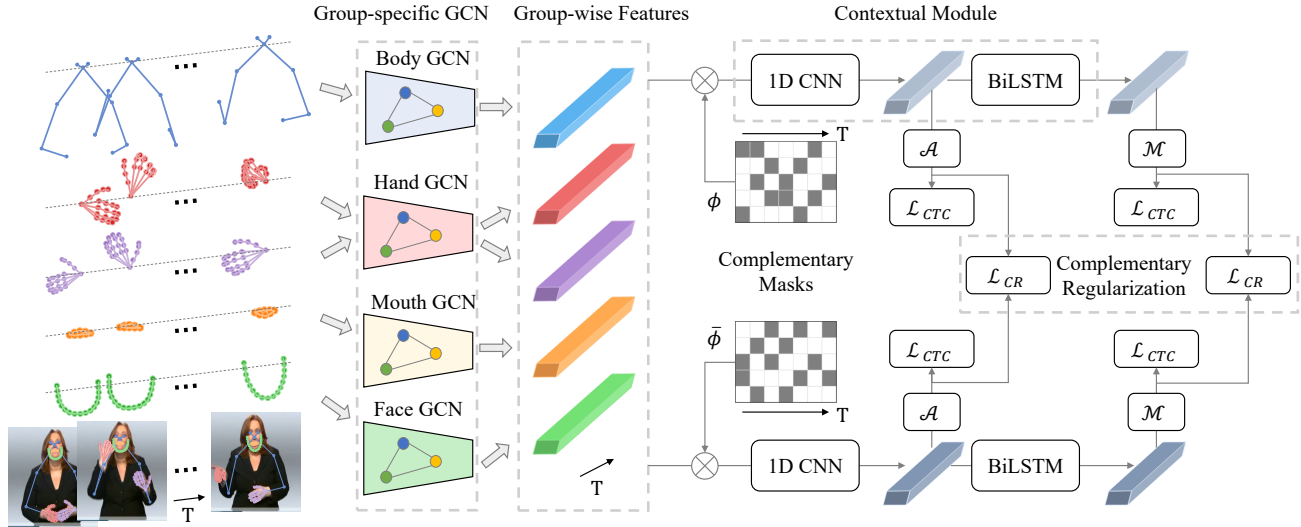 Group-specific GCN
Group-wise Features
Contextual Module
Body GCN
Hand GCN
Mouth GCN
Face GCN
...
...
...
...
...
...
T
T
1D CNN
BiLSTM
T
𝒜
ℳ
ϕ
ℒ_CTC
ℒ_CTC
Complementary
Masks
ℒ_CR
Complementary
Regularization
ℒ_CR
ϕ̄
ℒ_CTC
ℒ_CTC
T
𝒜
ℳ
1D CNN
BiLSTM